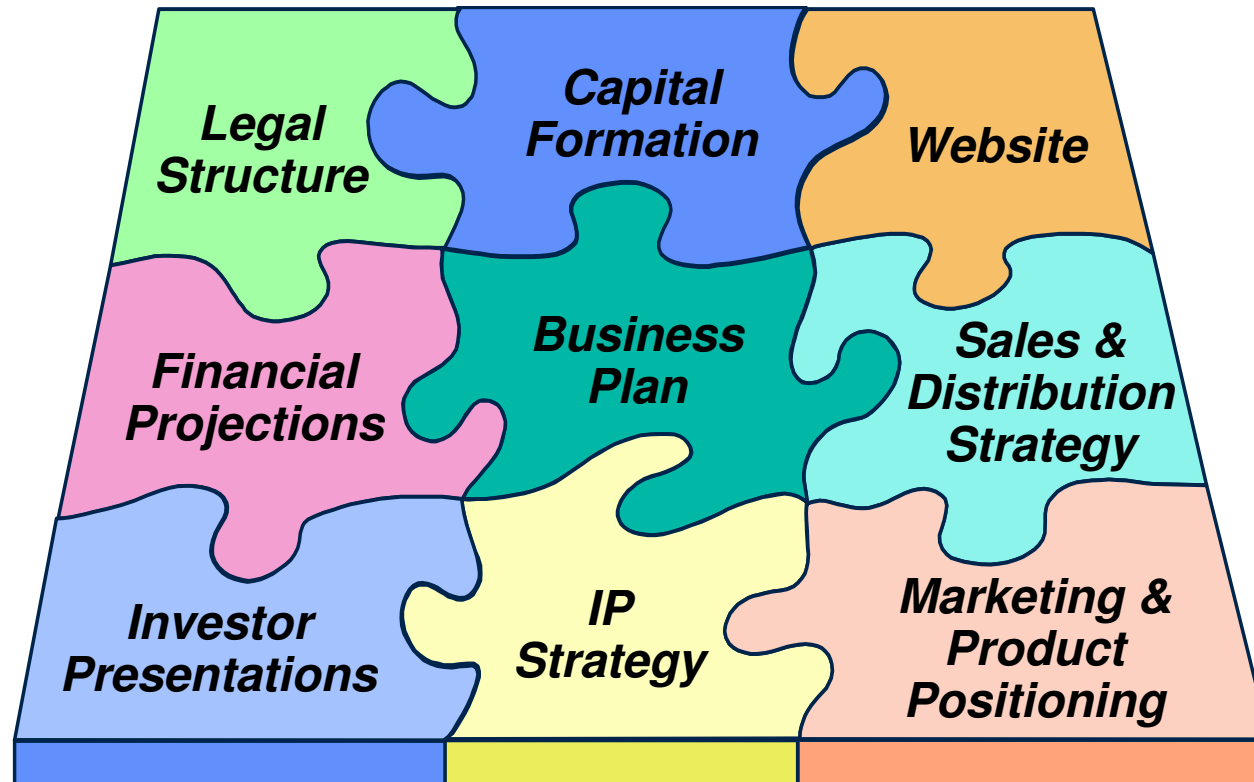 Legal
Structure
Capital
Formation
Website
Financial
Projections
Business
Plan
Sales &
Distribution
Strategy
Investor
Presentations
IP
Strategy
Marketing &
Product
Positioning